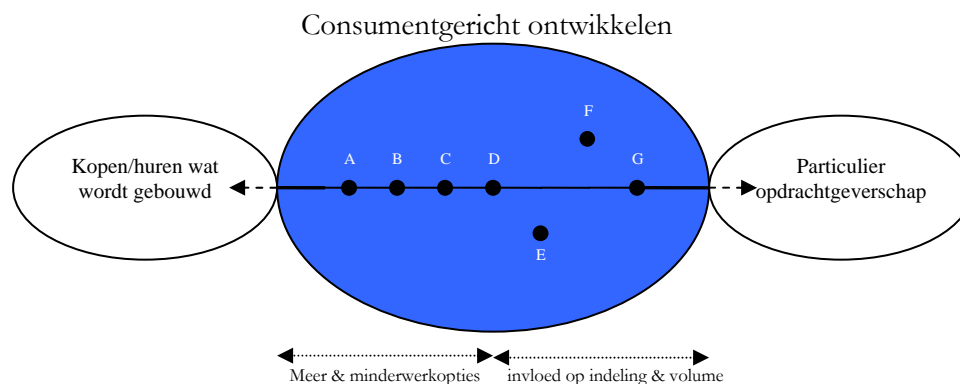 Consumentgericht ontwikkelen
F
Kopen/huren wat
wordt gebouwd
A
B
C
D
G
Particulier
opdrachtgeverschap
E
Meer & minderwerkopties
invloed op indeling & volume